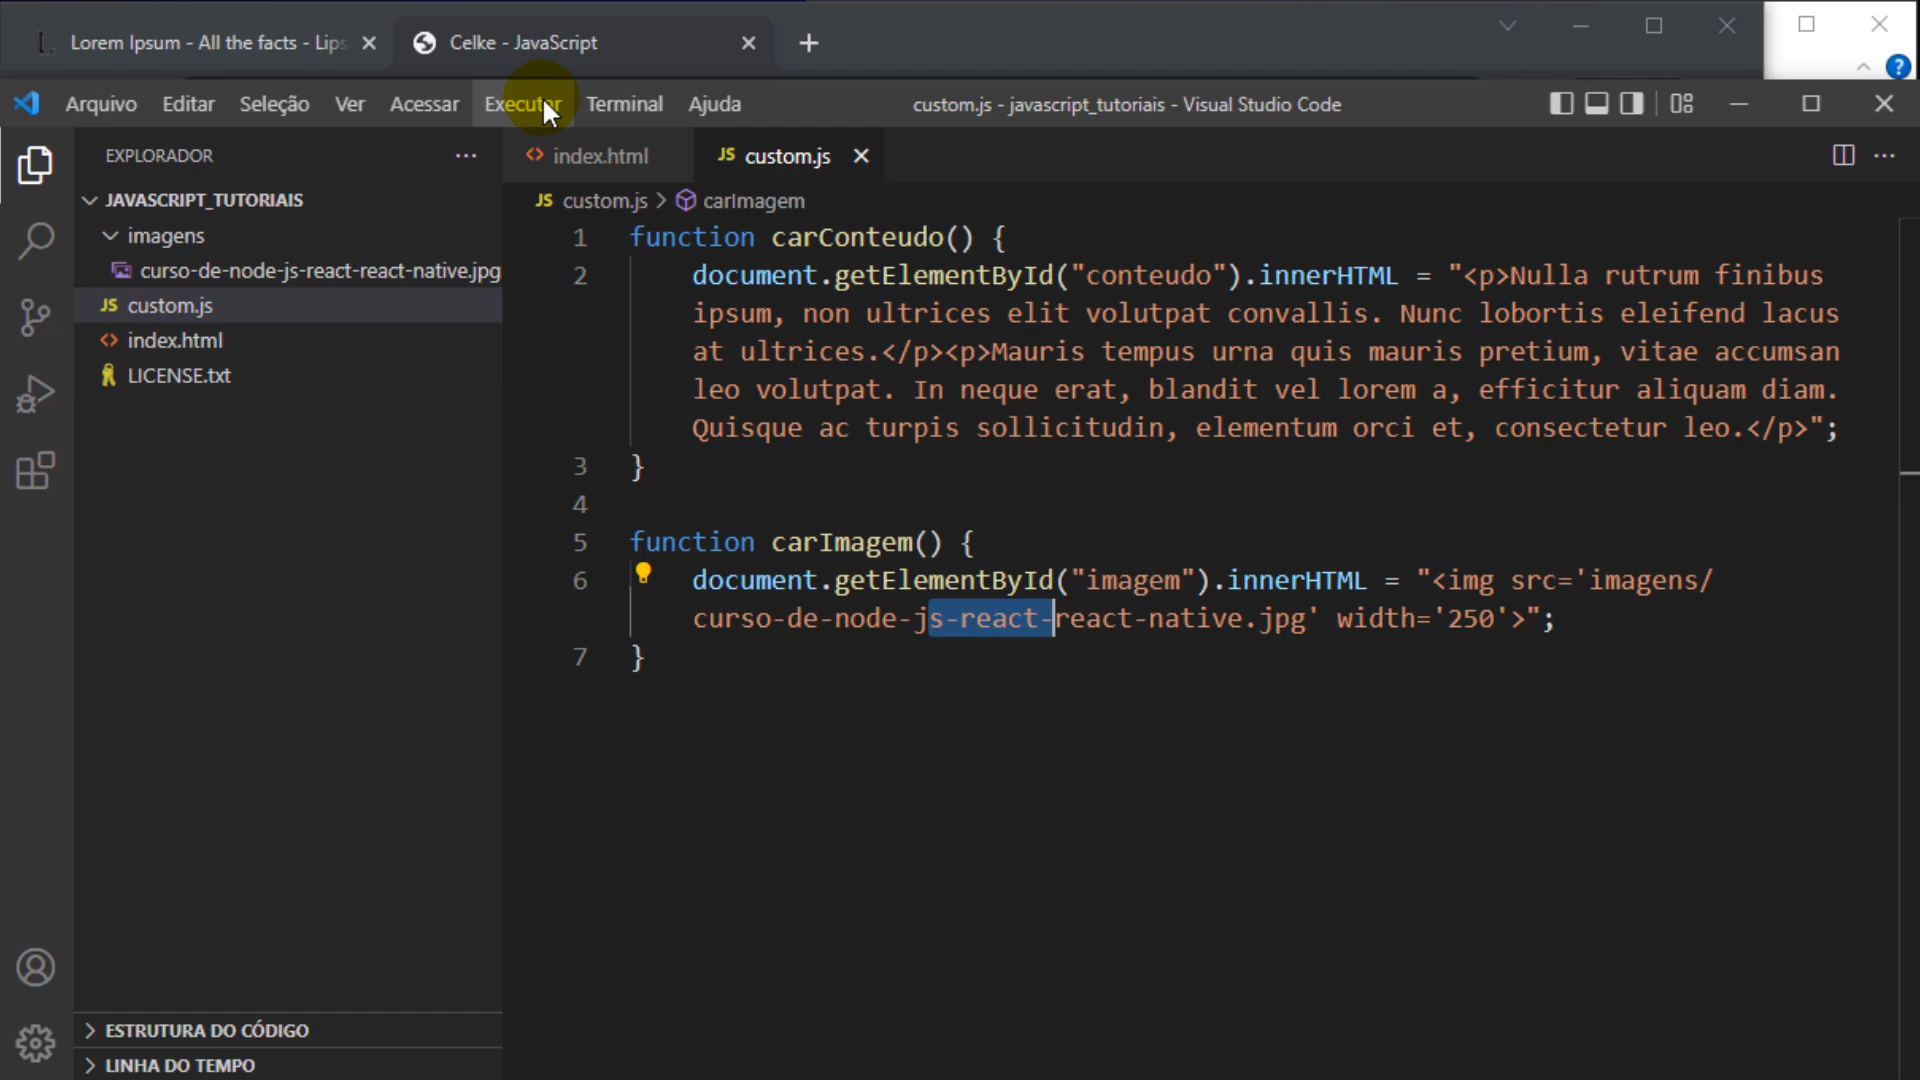 Lorem Ipsum - All the facts - Lips
Celke - JavaScript
Arquivo Editar Seleção Ver Acessar Executar Terminal Ajuda
custom.js - javascript_tutoriais - Visual Studio Code
EXPLORADOR
index.html
JS custom.js
JAVASCRIPT_TUTORIAIS
JS custom.js > carImagem
imagens
curso-de-node-js-react-react-native.jpg
JS custom.js
index.html
LICENSE.txt
1 function carConteudo() {
2 document.getElementById("conteudo").innerHTML = "<p>Nulla rutrum finibus
ipsum, non ultrices elit volutpat convallis. Nunc lobortis eleifend lacus
at ultrices.</p><p>Mauris tempus urna quis mauris pretium, vitae accumsan
leo volutpat. In neque erat, blandit vel lorem a, efficitur aliquam diam.
Quisque ac turpis sollicitudin, elementum orci et, consectetur leo.</p>";
3 }
4
5 function carImagem() {
6 document.getElementById("imagem").innerHTML = "<img src='imagens/
curso-de-node-js-react-react-native.jpg' width='250'>";
7 }
ESTRUTURA DO CÓDIGO
LINHA DO TEMPO